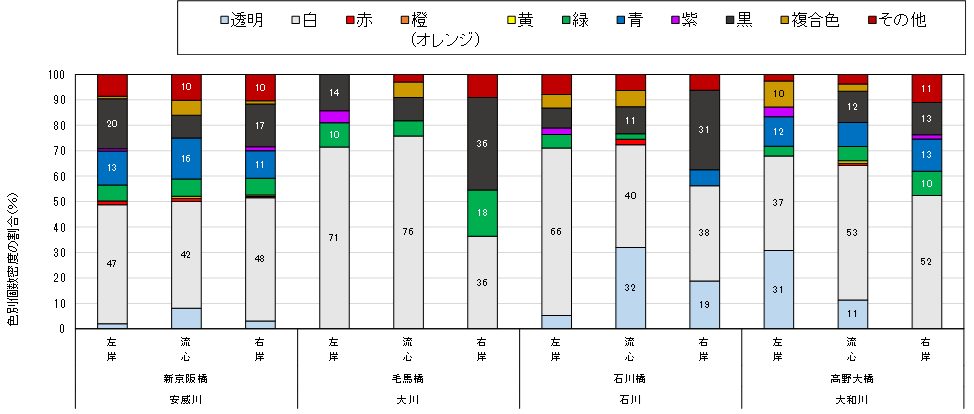 透明 白 赤 橙 黄 緑 青 紫 黒 複合色 その他
(オレンジ)
色別個数密度の割合(%)
100
90
80
70
60
50
40
30
20
10
0
20 13 47
10 16 42
10 17 11 48
14 10 71
76
36 18 36
66
11 40 32
31 38 19
10 12 37 31
12 53 11
11 13 13 10 52
左岸 流心 右岸 左岸 流心 右岸 左岸 流心 右岸 左岸 流心 右岸
新京阪橋 毛馬橋 石川橋 高野大橋
安威川 大川 石川 大和川